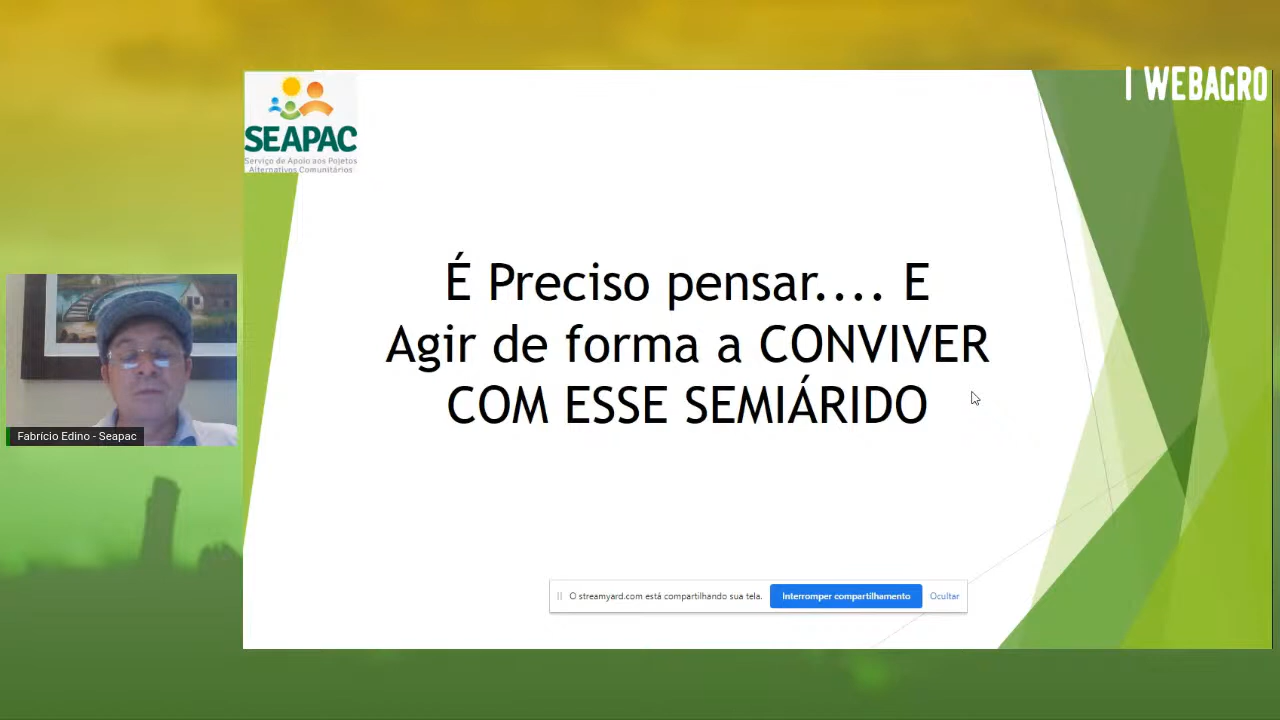 I WEBAGRO
SEAPAC
Serviço de Apoio aos Pojetos
Alternativos Comunitários
É Preciso pensar.... E
Agir de forma a CONVIVER
COM ESSE SEMIÁRIDO
Fabrício Edino - Seapac
O streamyard.com está compartilhando sua tela.
Interromper compartilhamento
Ocultar